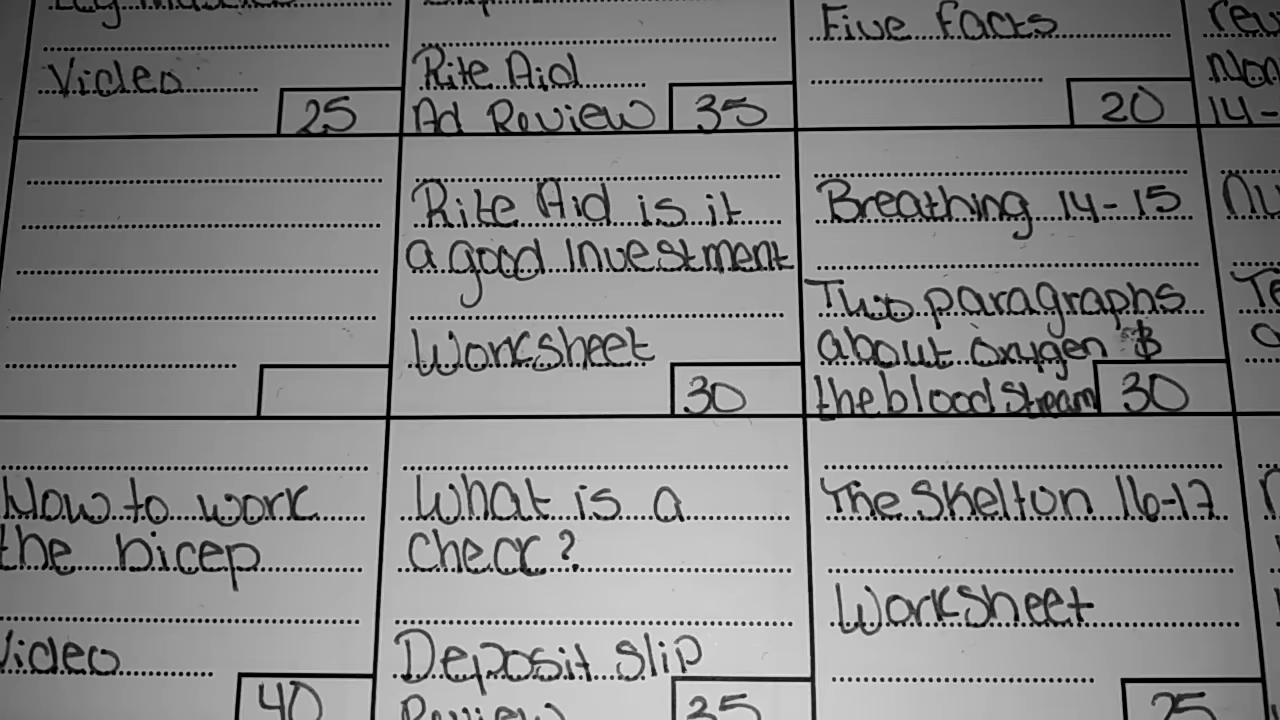 Video
25
Rite Aid
Ad Review
35
Five Facts
20
14-
Rite Aid is it
a good Investment
Worksheet
30
Breathing 14-15
Two paragraphs
about oxygen &
the blood Stream
30
How to work
the bicep
Video
40
What is a
Check?
Deposit slip
Review
35
The Skelton 16-17
Worksheet